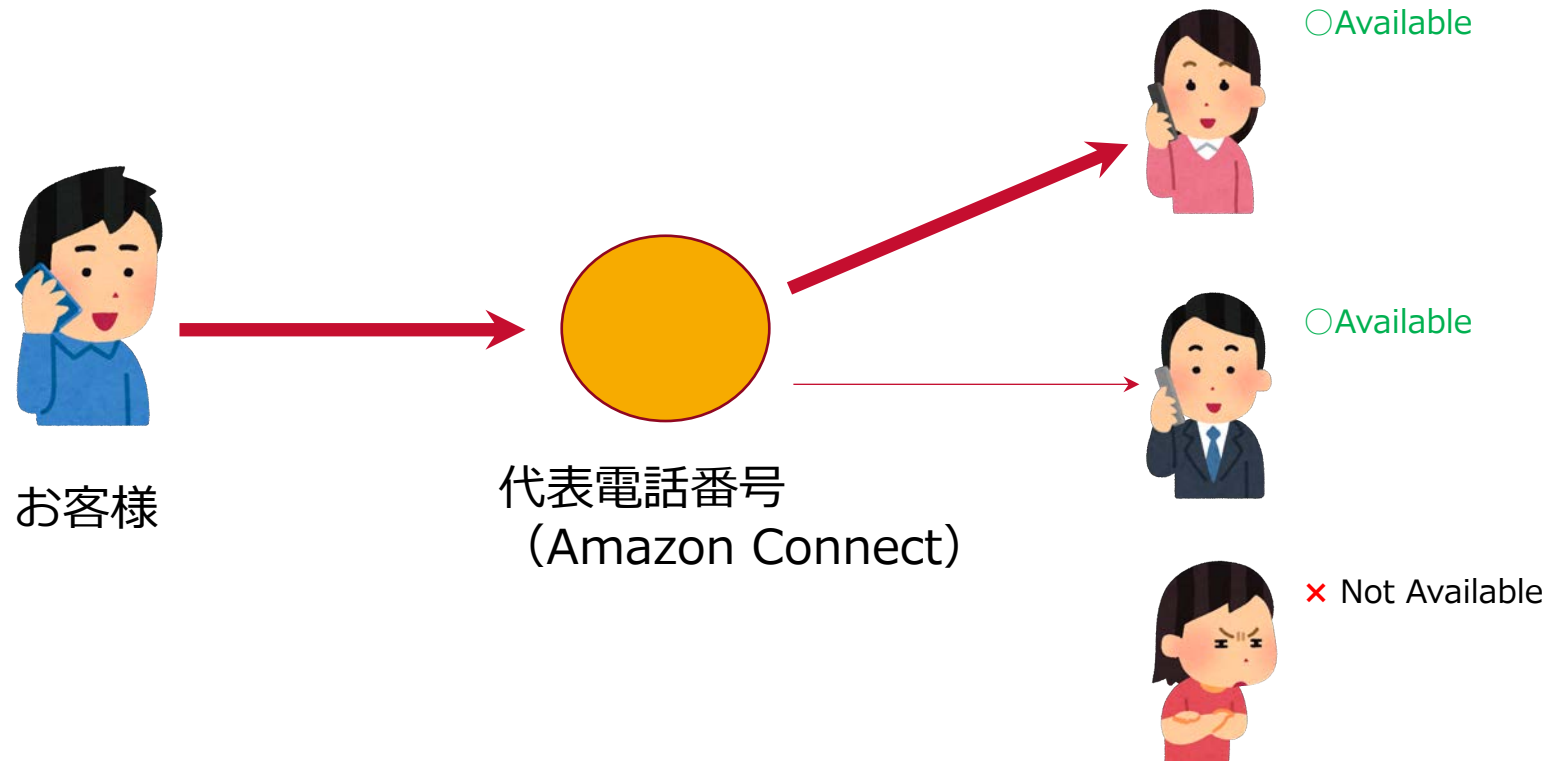 ○Available
○Available
お客様
代表電話番号
（Amazon Connect）
× Not Available